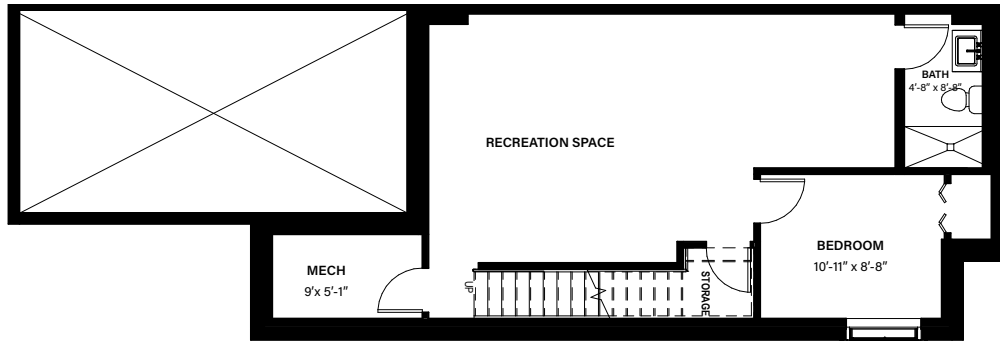 BATH
4'-8" x 8'-8"
RECREATION SPACE
BEDROOM
10'-11" x 8'-8"
MECH
9'x 5'-1"
UP
STORAGE